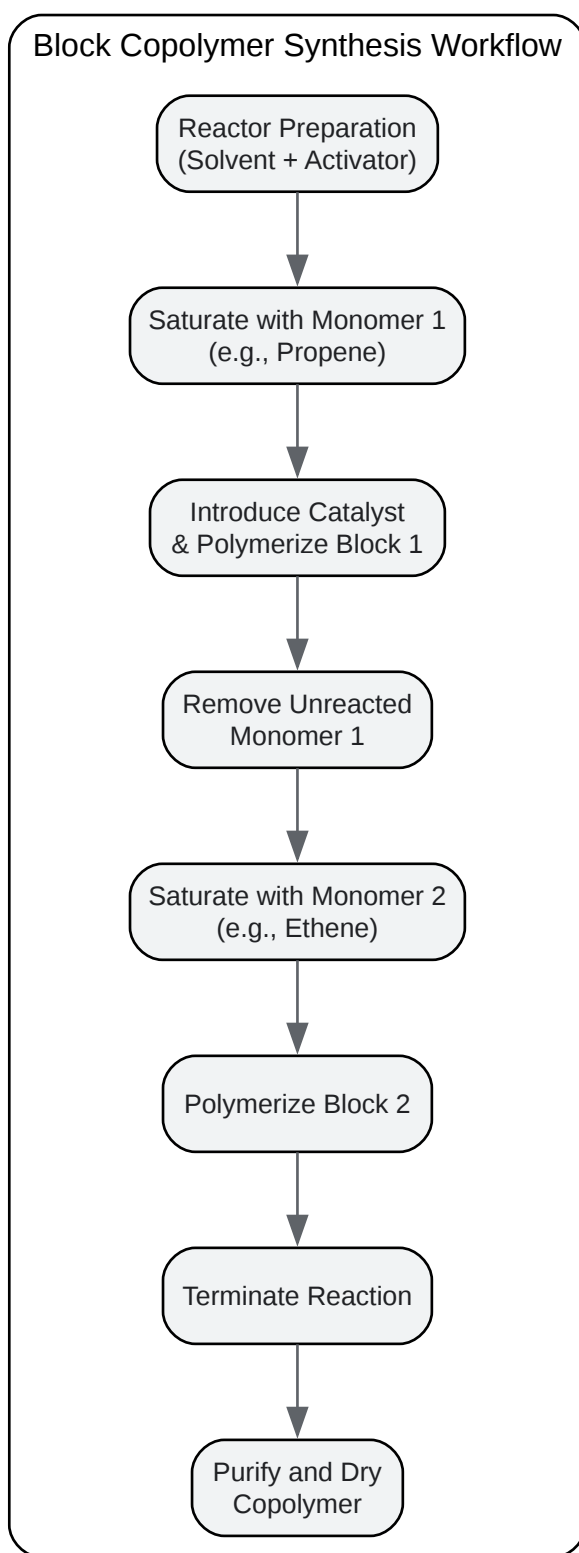 Block Copolymer Synthesis Workflow
Reactor Preparation
(Solvent + Activator)
Saturate with Monomer 1
(e.g., Propene)
Introduce Catalyst
& Polymerize Block 1
Remove Unreacted
Monomer 1
Saturate with Monomer 2
(e.g., Ethene)
Polymerize Block 2
Terminate Reaction
Purify and Dry
Copolymer